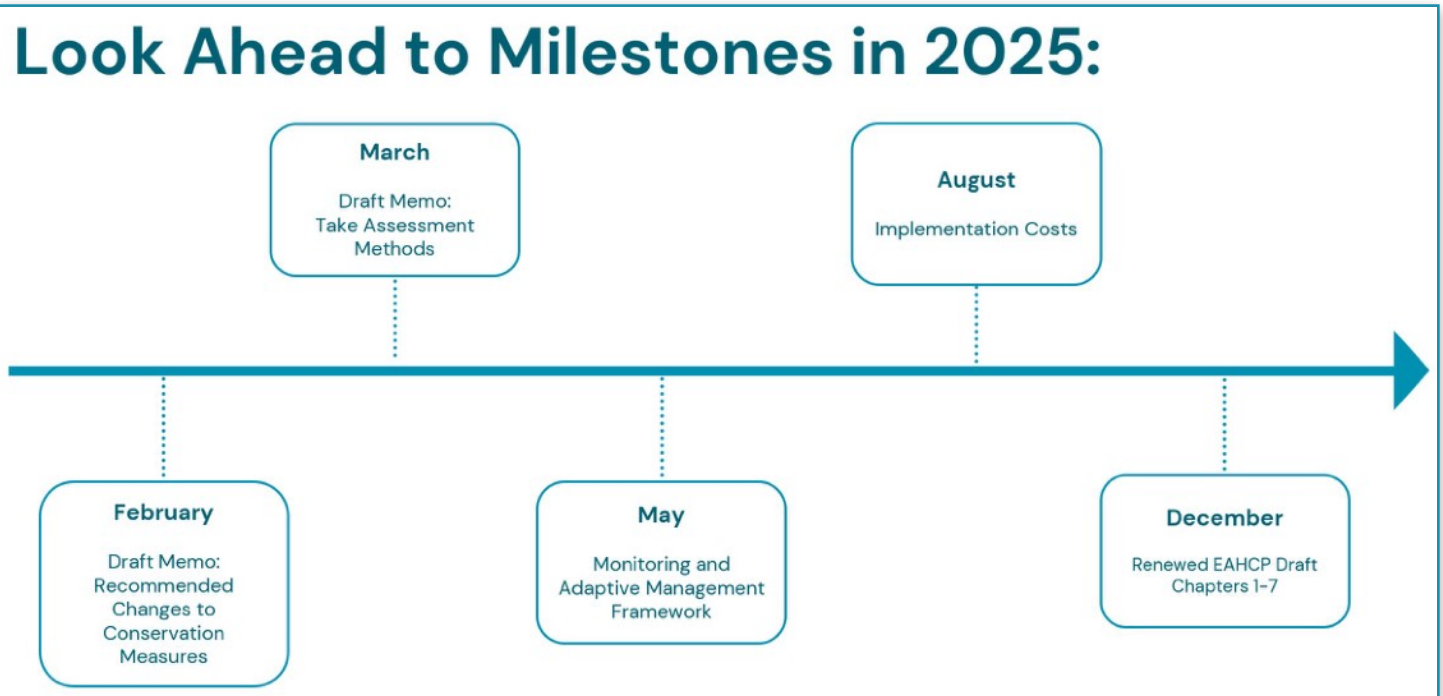 Look Ahead to Milestones in 2025:
March
Draft Memo:
Take Assessment
Methods
August
Implementation Costs
February
Draft Memo:
Recommended
Changes to
Conservation
Measures
May
Monitoring and
Adaptive Management
Framework
December
Renewed EAHCP Draft
Chapters 1-7